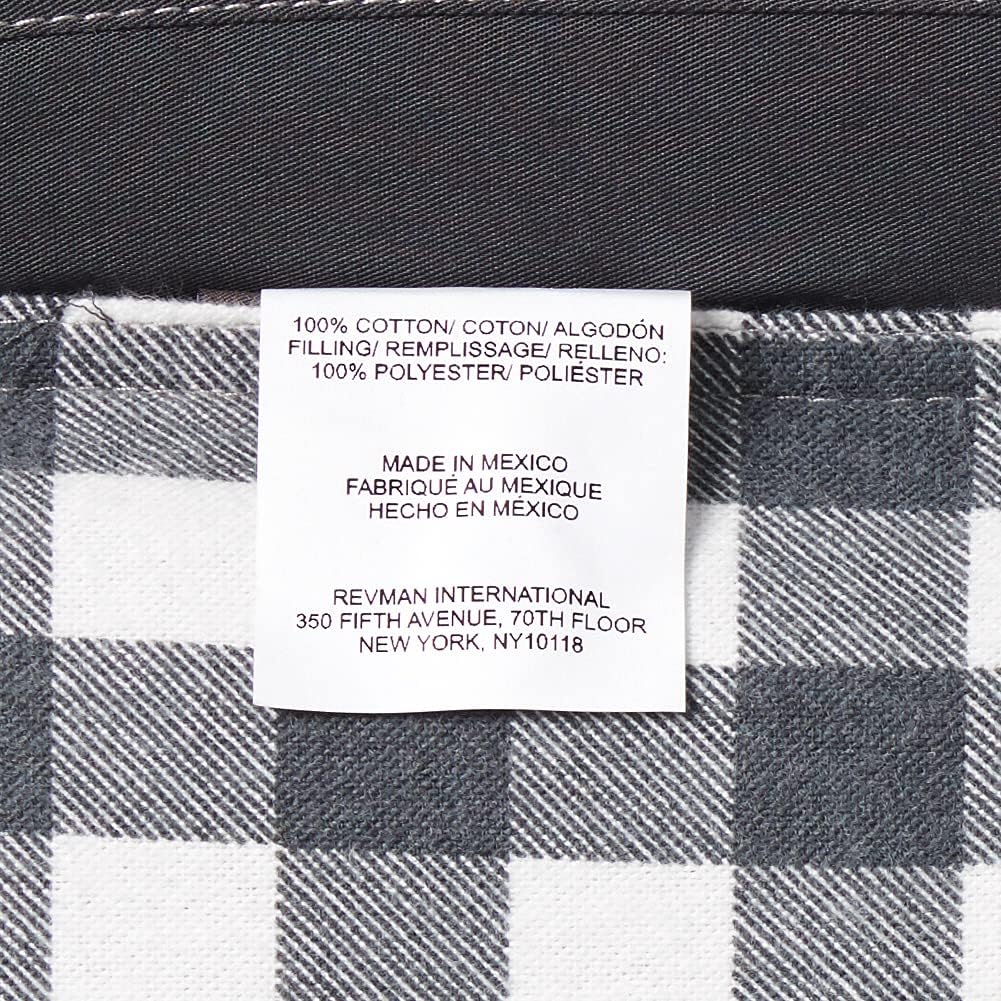 100% COTTON/ COTON/ ALGODÓN
FILLING/ REMPLISSAGE/ RELLENO:
100% POLYESTER/ POLIÉSTER
MADE IN MEXICO
FABRIQUÉ AU MEXIQUE
HECHO EN MÉXICO
REVMAN INTERNATIONAL
350 FIFTH AVENUE, 70TH FLOOR
NEW YORK, NY10118